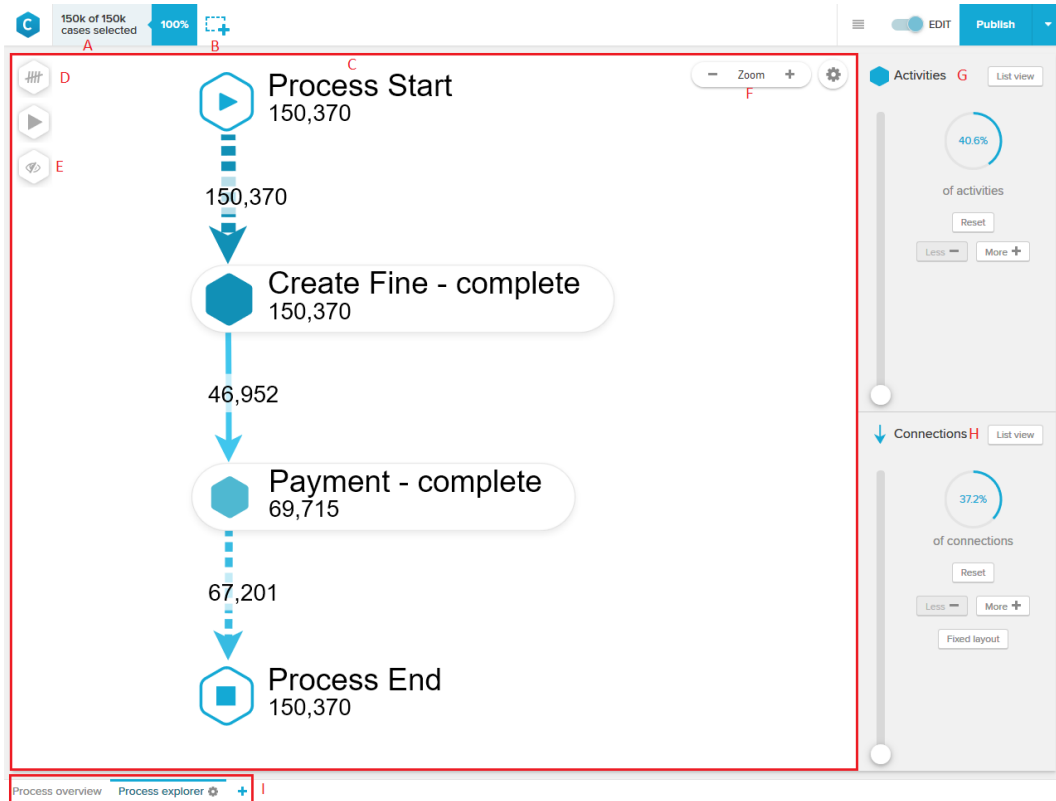 C
150k of 150k
cases selected
100%
A
B
EDIT
Publish
C
D
E
Zoom
F
Process Start
150,370
150,370
Create Fine - complete
150,370
46,952
Payment - complete
69,715
67,201
Process End
150,370
Activities
G
List view
40.6%
of activities
Reset
Less
More
Connections
H
List view
37.2%
of connections
Reset
Less
More
Fixed layout
Process overview
Process explorer
I